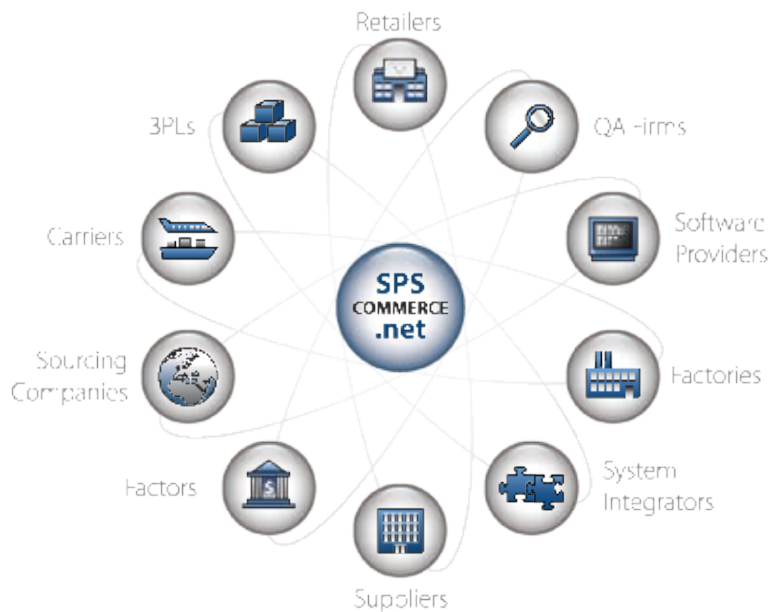 Retailers
3PLs
QA Firms
Carriers
Software
Providers
SPS
COMMERCE
.net
Sourcing
Companies
Factories
Factors
$
System
Integrators
Suppliers